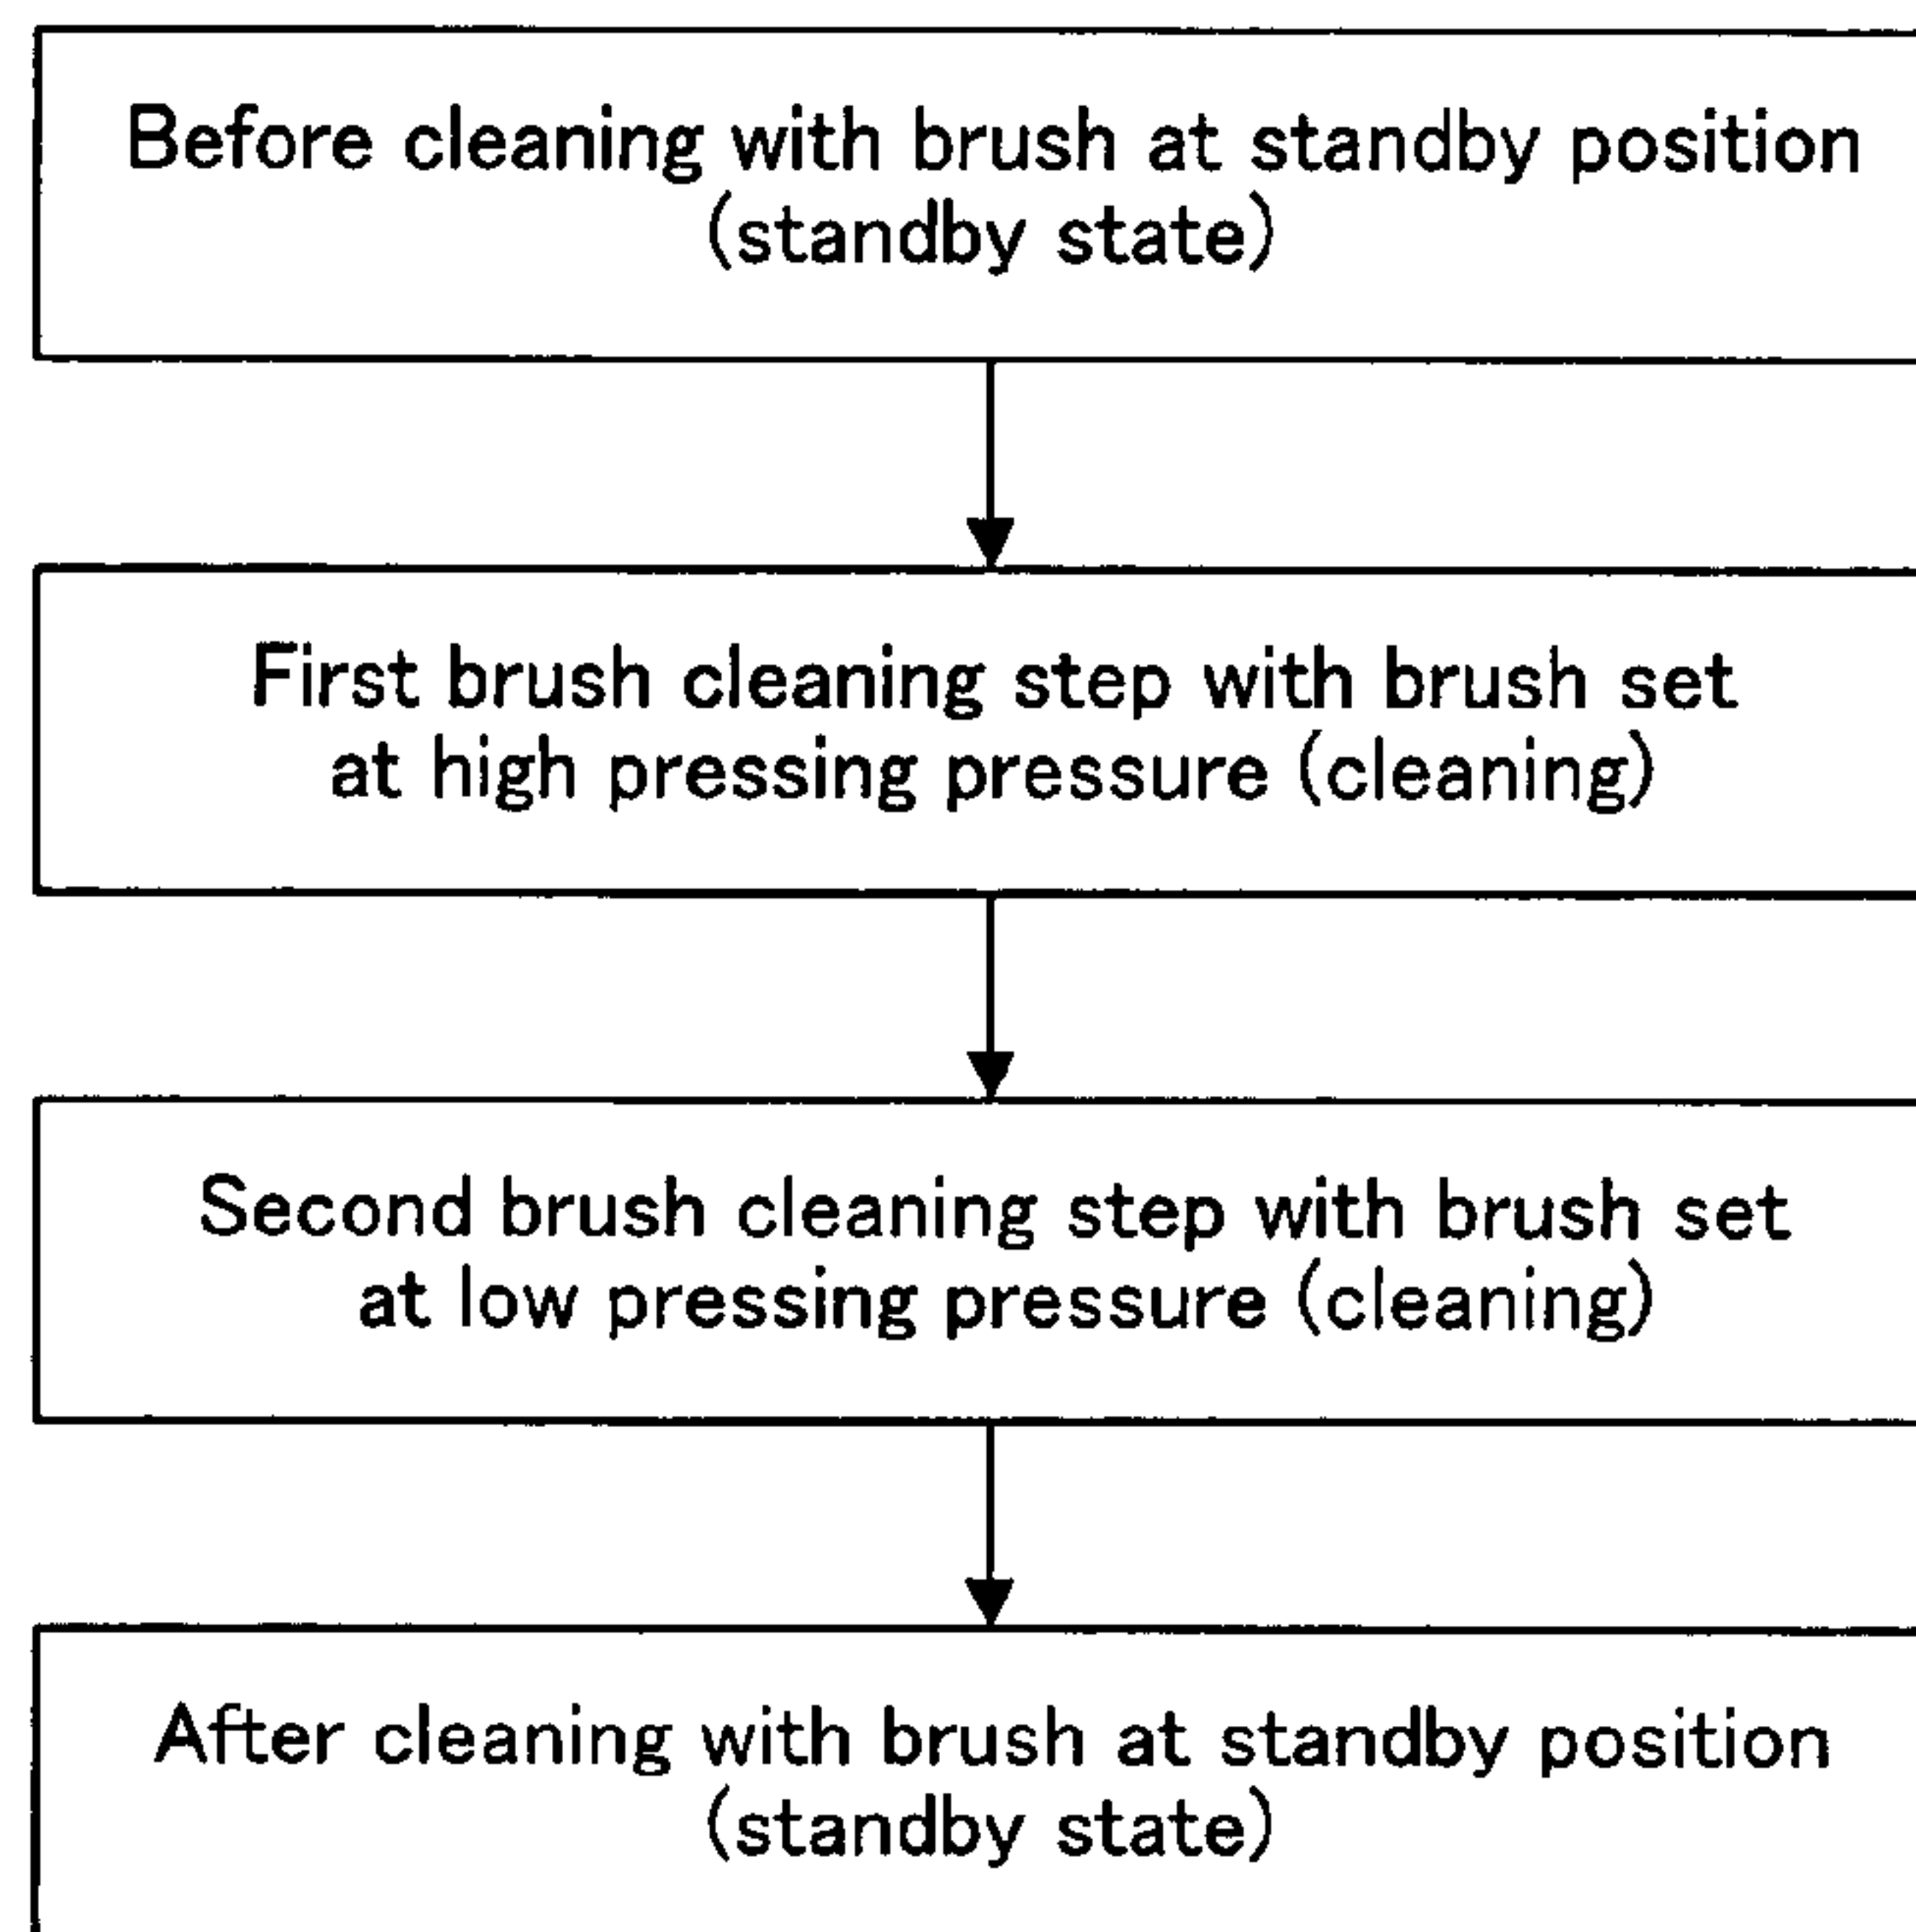 Before cleaning with brush at standby position
(standby state)
First brush cleaning step with brush set
at high pressing pressure (cleaning)
Second brush cleaning step with brush set
at low pressing pressure (cleaning)
After cleaning with brush at standby position
(standby state)